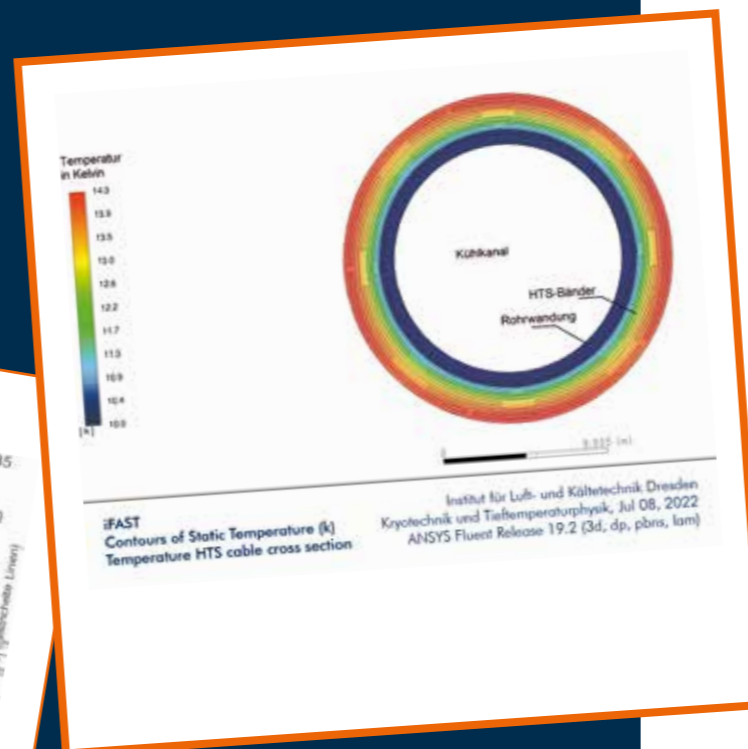 Temperatur
in Kelvin
14.3
13.9
13.5
13.0
12.6
12.2
11.7
11.3
10.9
10.4
10.0
[k]
Kühlkanal
HTS-Bänder
Rohrwandung
0
(m)
iFAST
Contours of Static Temperature (k)
Temperature HTS cable cross section
Institut für Luft- und Kältetechnik Dresden
Kryotechnik und Tieftemperaturphysik, Jul 08, 2022
ANSYS Fluent Release 19.2 (3d, dp, pbns, lam)
(gestrichelte Linien)